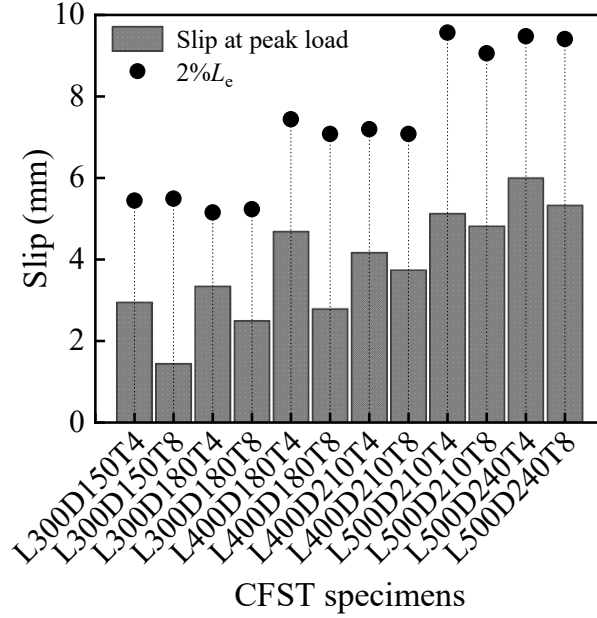 10
8
6
4
2
0
Slip (mm)
Slip at peak load
2%Lₑ
L300D150T4
L300D150T8
L300D180T4
L300D180T8
L400D180T4
L400D180T8
L400D210T4
L400D210T8
L500D210T4
L500D210T8
L500D240T4
L500D240T8
CFST specimens